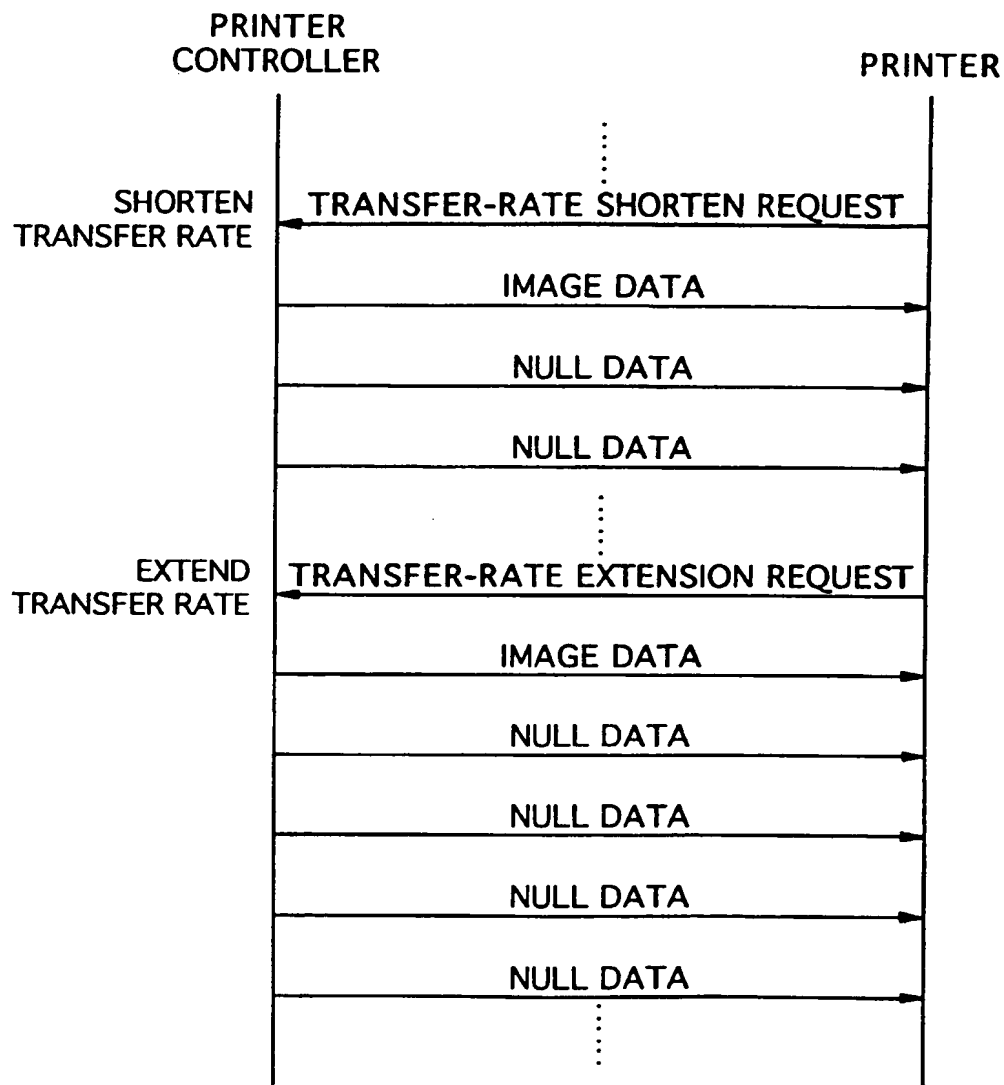 PRINTER
CONTROLLER
PRINTER
SHORTEN
TRANSFER RATE
TRANSFER-RATE SHORTEN REQUEST
IMAGE DATA
NULL DATA
NULL DATA
EXTEND
TRANSFER RATE
TRANSFER-RATE EXTENSION REQUEST
IMAGE DATA
NULL DATA
NULL DATA
NULL DATA
NULL DATA